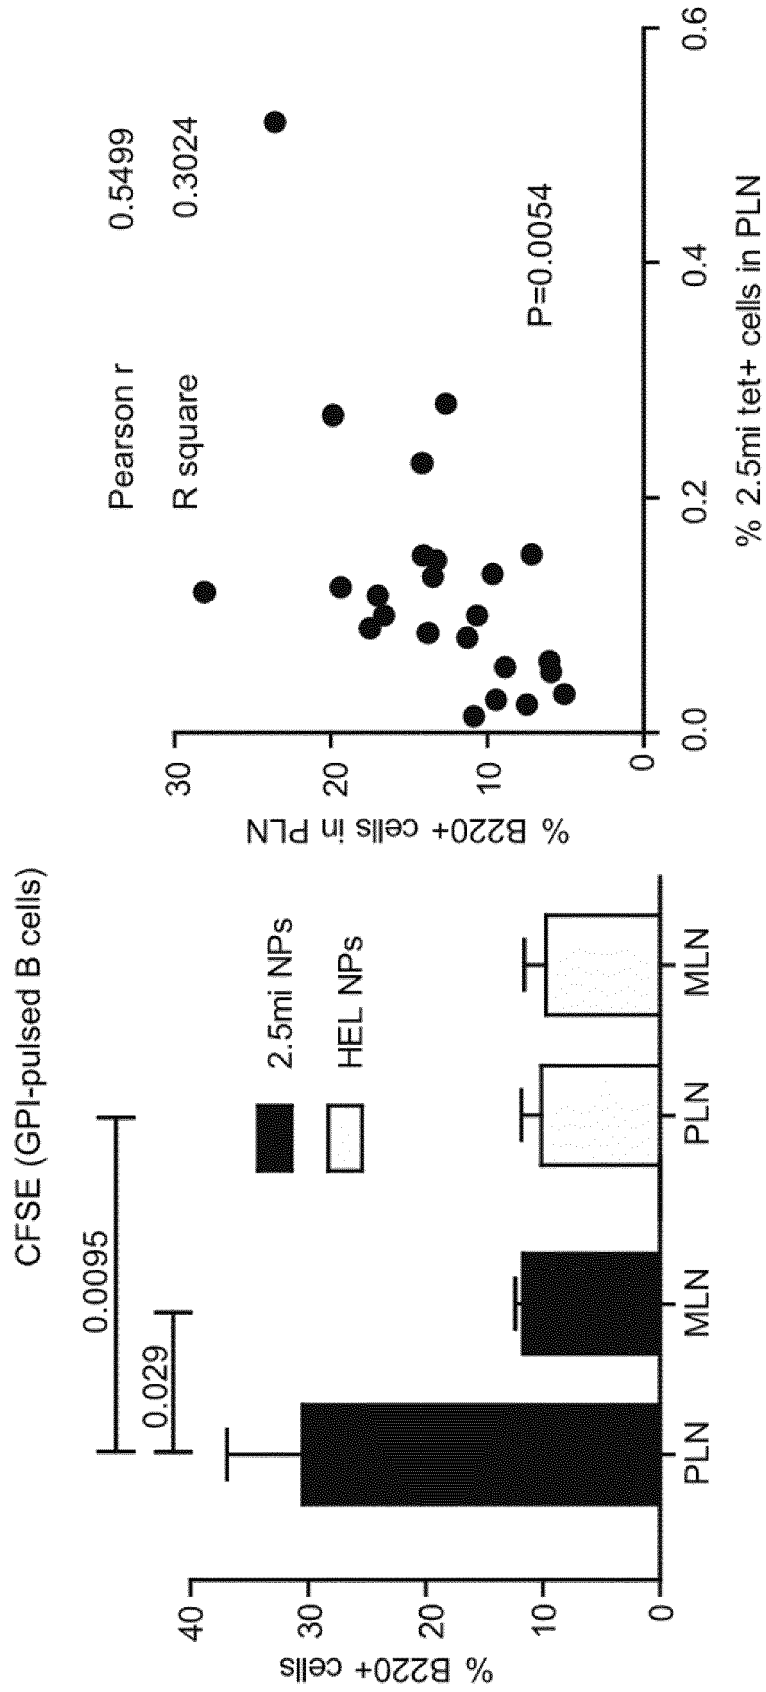 CFSE (GPI-pulsed B cells)
0.0095
0.029
2.5mi NPs
HEL NPs
40
30
20
10
0
% B220+ cells
PLN
MLN
PLN
MLN
Pearson r 0.5499
R square 0.3024
P=0.0054
30
20
10
0
% B220+ cells in PLN
0.0
0.2
0.4
0.6
% 2.5mi tet+ cells in PLN